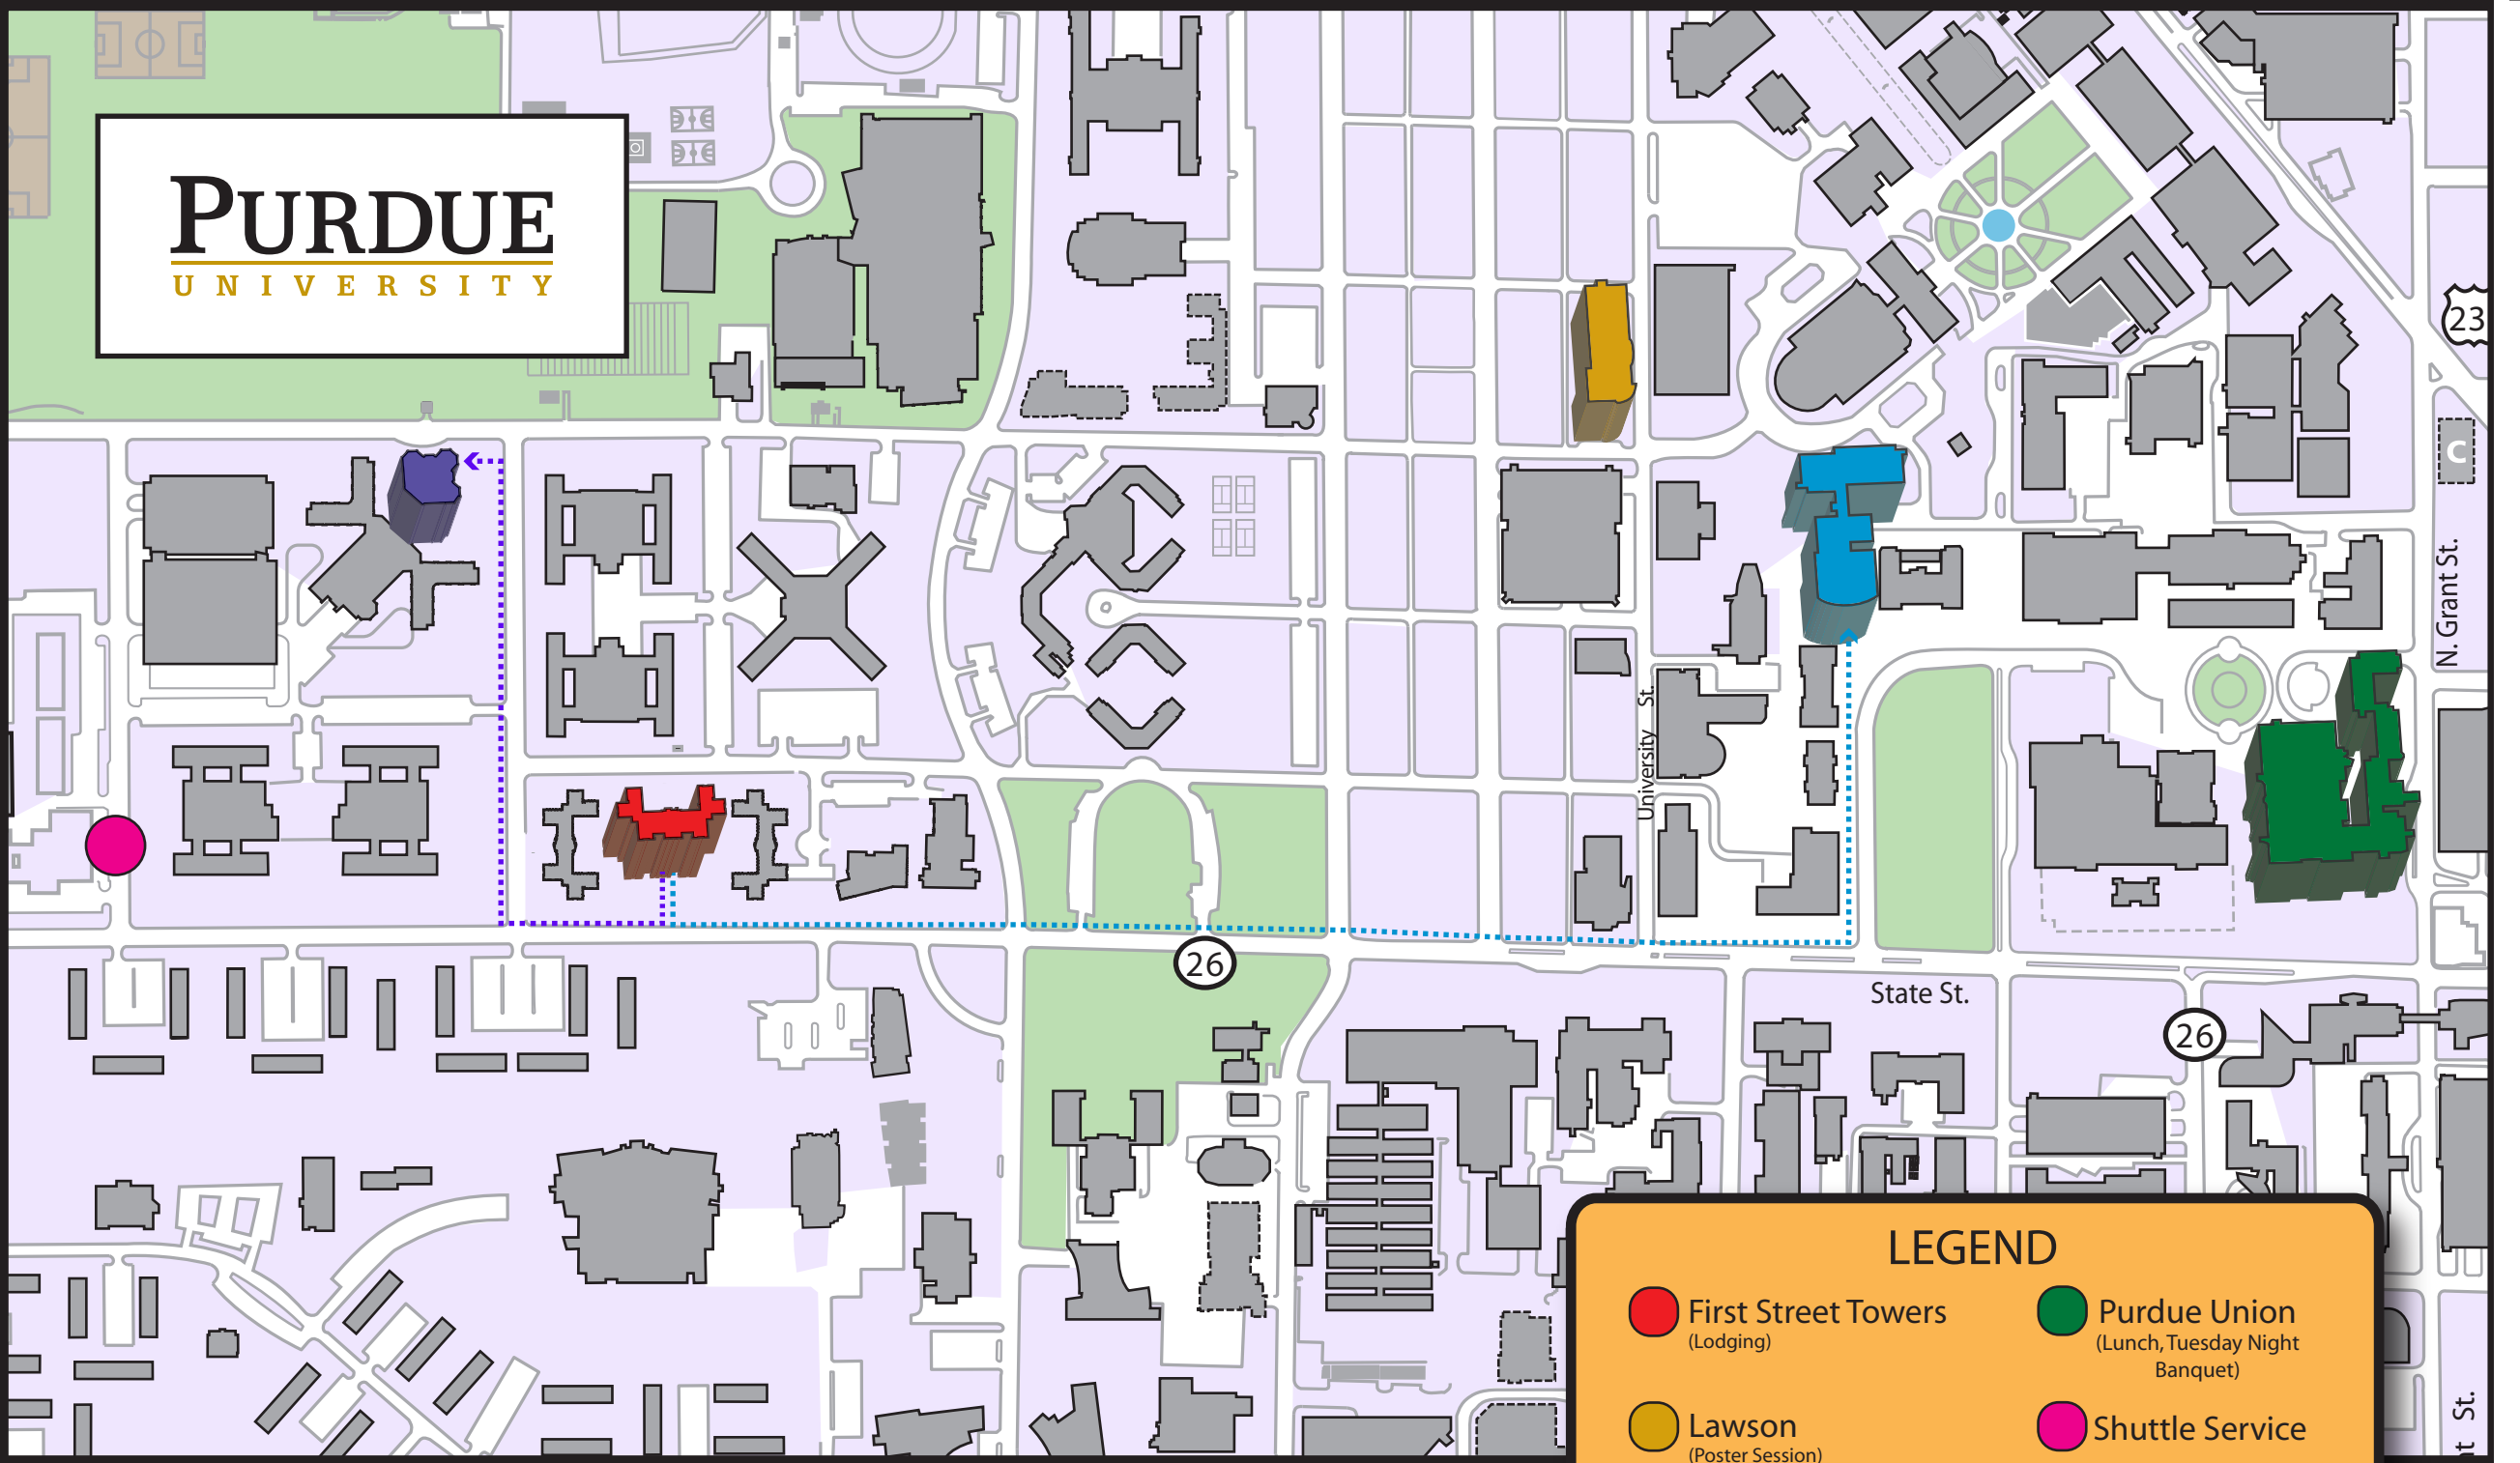 PURDUE
UNIVERSITY
23
C
N. Grant St.
University St.
26
State St.
26
LEGEND
First Street Towers
(Lodging)
Purdue Union
(Lunch, Tuesday Night
Banquet)
Lawson
(Poster Session)
Shuttle Service
St.